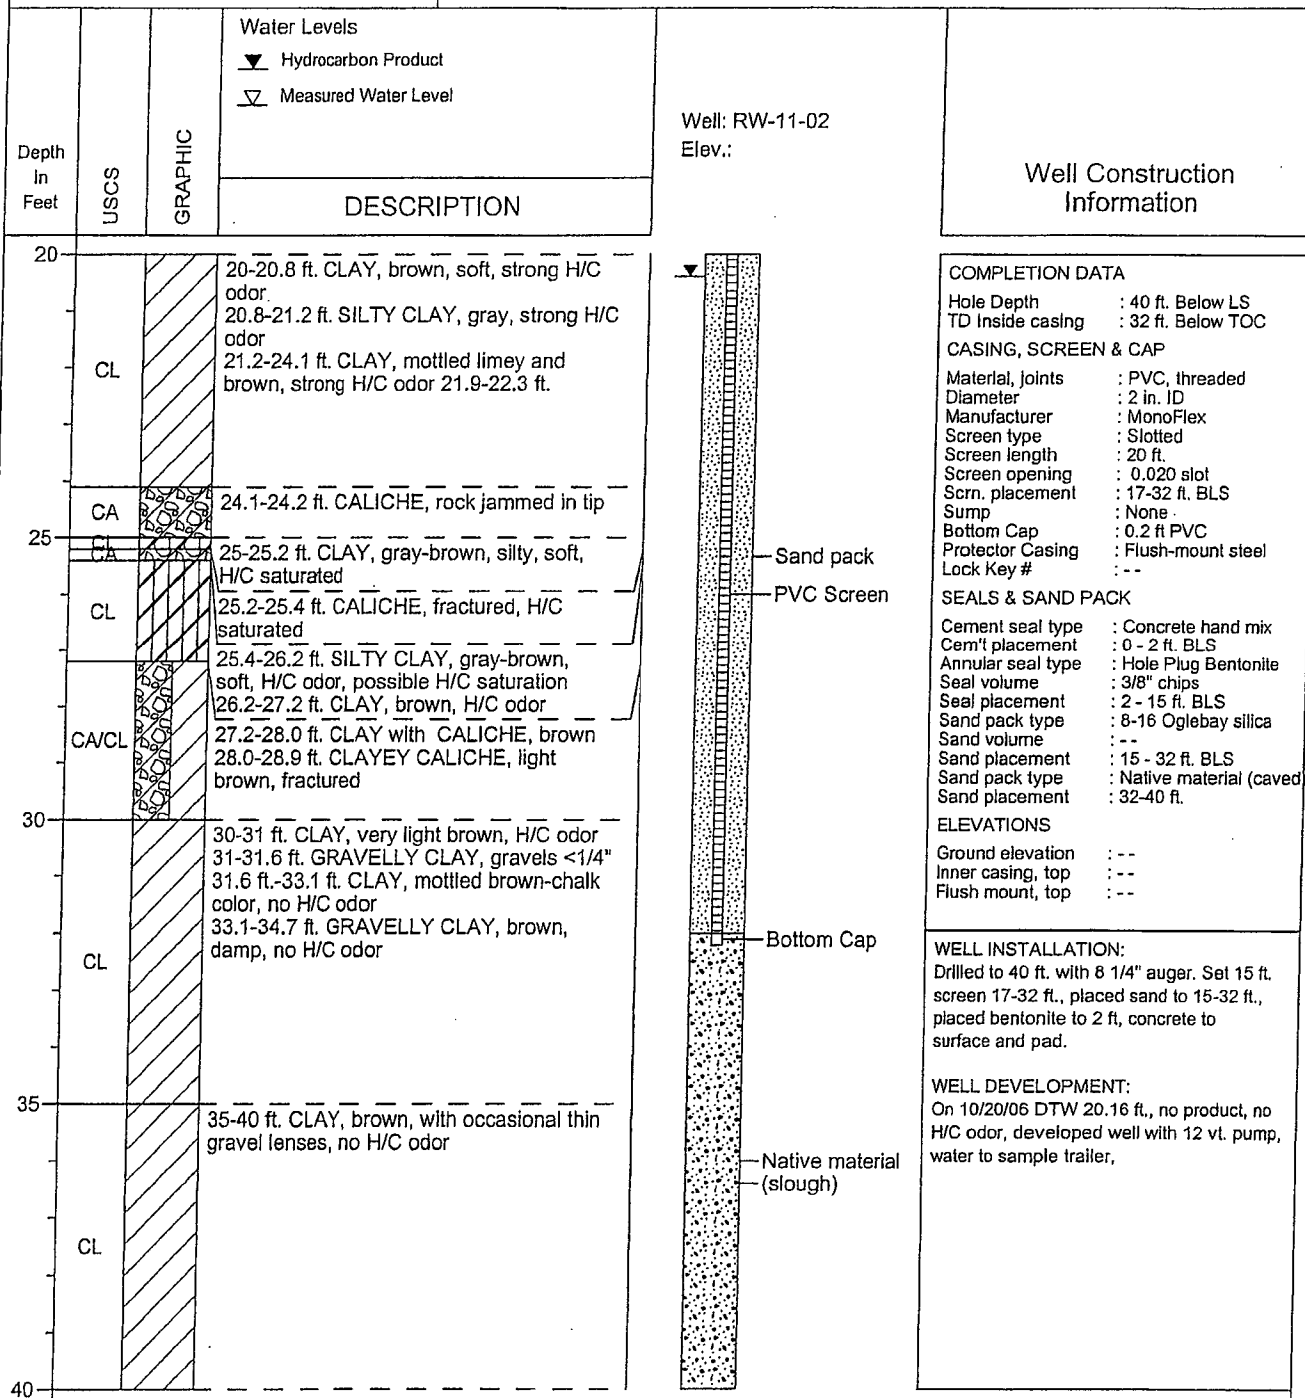 Water Levels
Hydrocarbon Product
Measured Water Level
Well: RW-11-02
Elev.:
Depth
In
Feet
USCS
GRAPHIC
DESCRIPTION
Well Construction
Information
20
20-20.8 ft. CLAY, brown, soft, strong H/C
odor
20.8-21.2 ft. SILTY CLAY, gray, strong H/C
odor
21.2-24.1 ft. CLAY, mottled limey and
brown, strong H/C odor 21.9-22.3 ft.
CL
24.1-24.2 ft. CALICHE, rock jammed in tip
CA
25
CL
CA
25-25.2 ft. CLAY, gray-brown, silty, soft,
H/C saturated
25.2-25.4 ft. CALICHE, fractured, H/C
saturated
CL
25.4-26.2 ft. SILTY CLAY, gray-brown,
soft, H/C odor, possible H/C saturation
26.2-27.2 ft. CLAY, brown, H/C odor
27.2-28.0 ft. CLAY with CALICHE, brown
28.0-28.9 ft. CLAYEY CALICHE, light
brown, fractured
CA/CL
30
30-31 ft. CLAY, very light brown, H/C odor
31-31.6 ft. GRAVELLY CLAY, gravels <1/4"
31.6 ft.-33.1 ft. CLAY, mottled brown-chalk
color, no H/C odor
33.1-34.7 ft. GRAVELLY CLAY, brown,
damp, no H/C odor
CL
35
35-40 ft. CLAY, brown, with occasional thin
gravel lenses, no H/C odor
CL
40
Sand pack
PVC Screen
Bottom Cap
Native material
(slough)
COMPLETION DATA
Hole Depth : 40 ft. Below LS
TD Inside casing : 32 ft. Below TOC
CASING, SCREEN & CAP
Material, joints : PVC, threaded
Diameter : 2 in. ID
Manufacturer : MonoFlex
Screen type : Slotted
Screen length : 20 ft.
Screen opening : 0.020 slot
Scrn. placement : 17-32 ft. BLS
Sump : None
Bottom Cap : 0.2 ft PVC
Protector Casing : Flush-mount steel
Lock Key # : --
SEALS & SAND PACK
Cement seal type : Concrete hand mix
Cem't placement : 0 - 2 ft. BLS
Annular seal type : Hole Plug Bentonite
Seal volume : 3/8" chips
Seal placement : 2 - 15 ft. BLS
Sand pack type : 8-16 Oglebay silica
Sand volume : --
Sand placement : 15 - 32 ft. BLS
Sand pack type : Native material (caved
Sand placement : 32-40 ft.
ELEVATIONS
Ground elevation : --
Inner casing, top : --
Flush mount, top : --
WELL INSTALLATION:
Drilled to 40 ft. with 8 1/4" auger. Set 15 ft.
screen 17-32 ft., placed sand to 15-32 ft.,
placed bentonite to 2 ft, concrete to
surface and pad.
WELL DEVELOPMENT:
On 10/20/06 DTW 20.16 ft., no product, no
H/C odor, developed well with 12 vt. pump,
water to sample trailer,